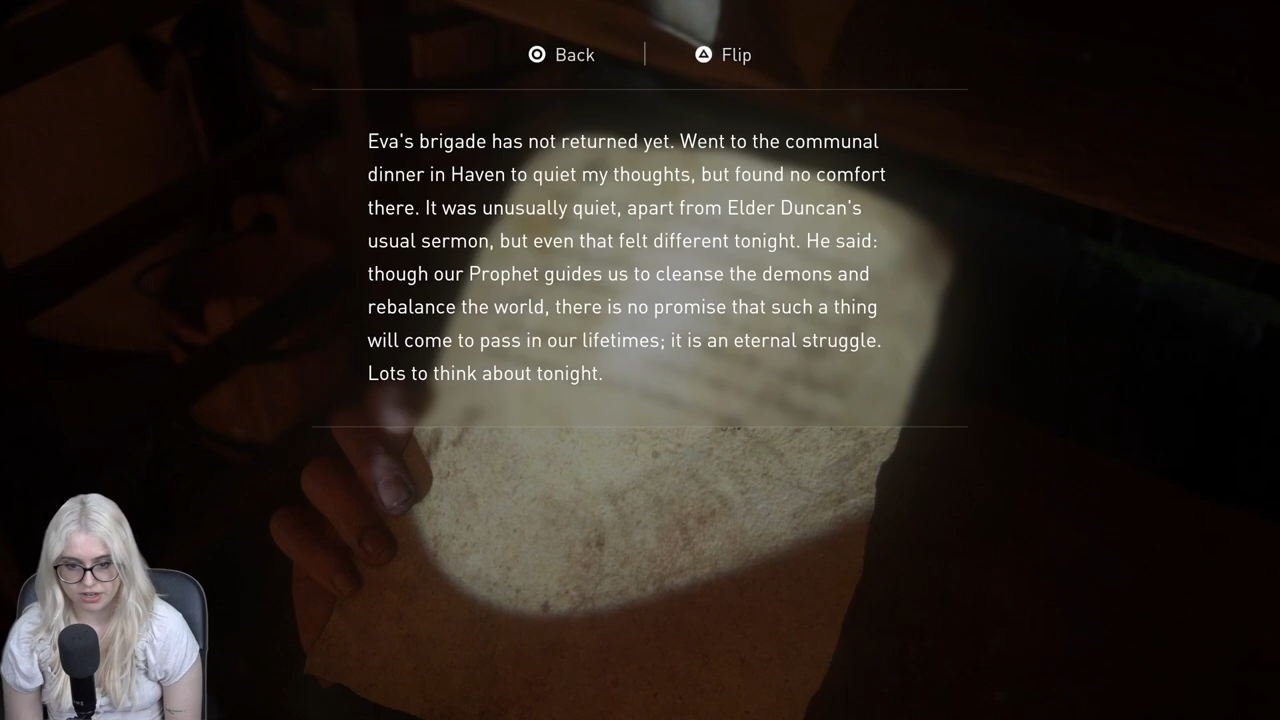 Back | Flip
Eva's brigade has not returned yet. Went to the communal
dinner in Haven to quiet my thoughts, but found no comfort
there. It was unusually quiet, apart from Elder Duncan's
usual sermon, but even that felt different tonight. He said:
though our Prophet guides us to cleanse the demons and
rebalance the world, there is no promise that such a thing
will come to pass in our lifetimes; it is an eternal struggle.
Lots to think about tonight.